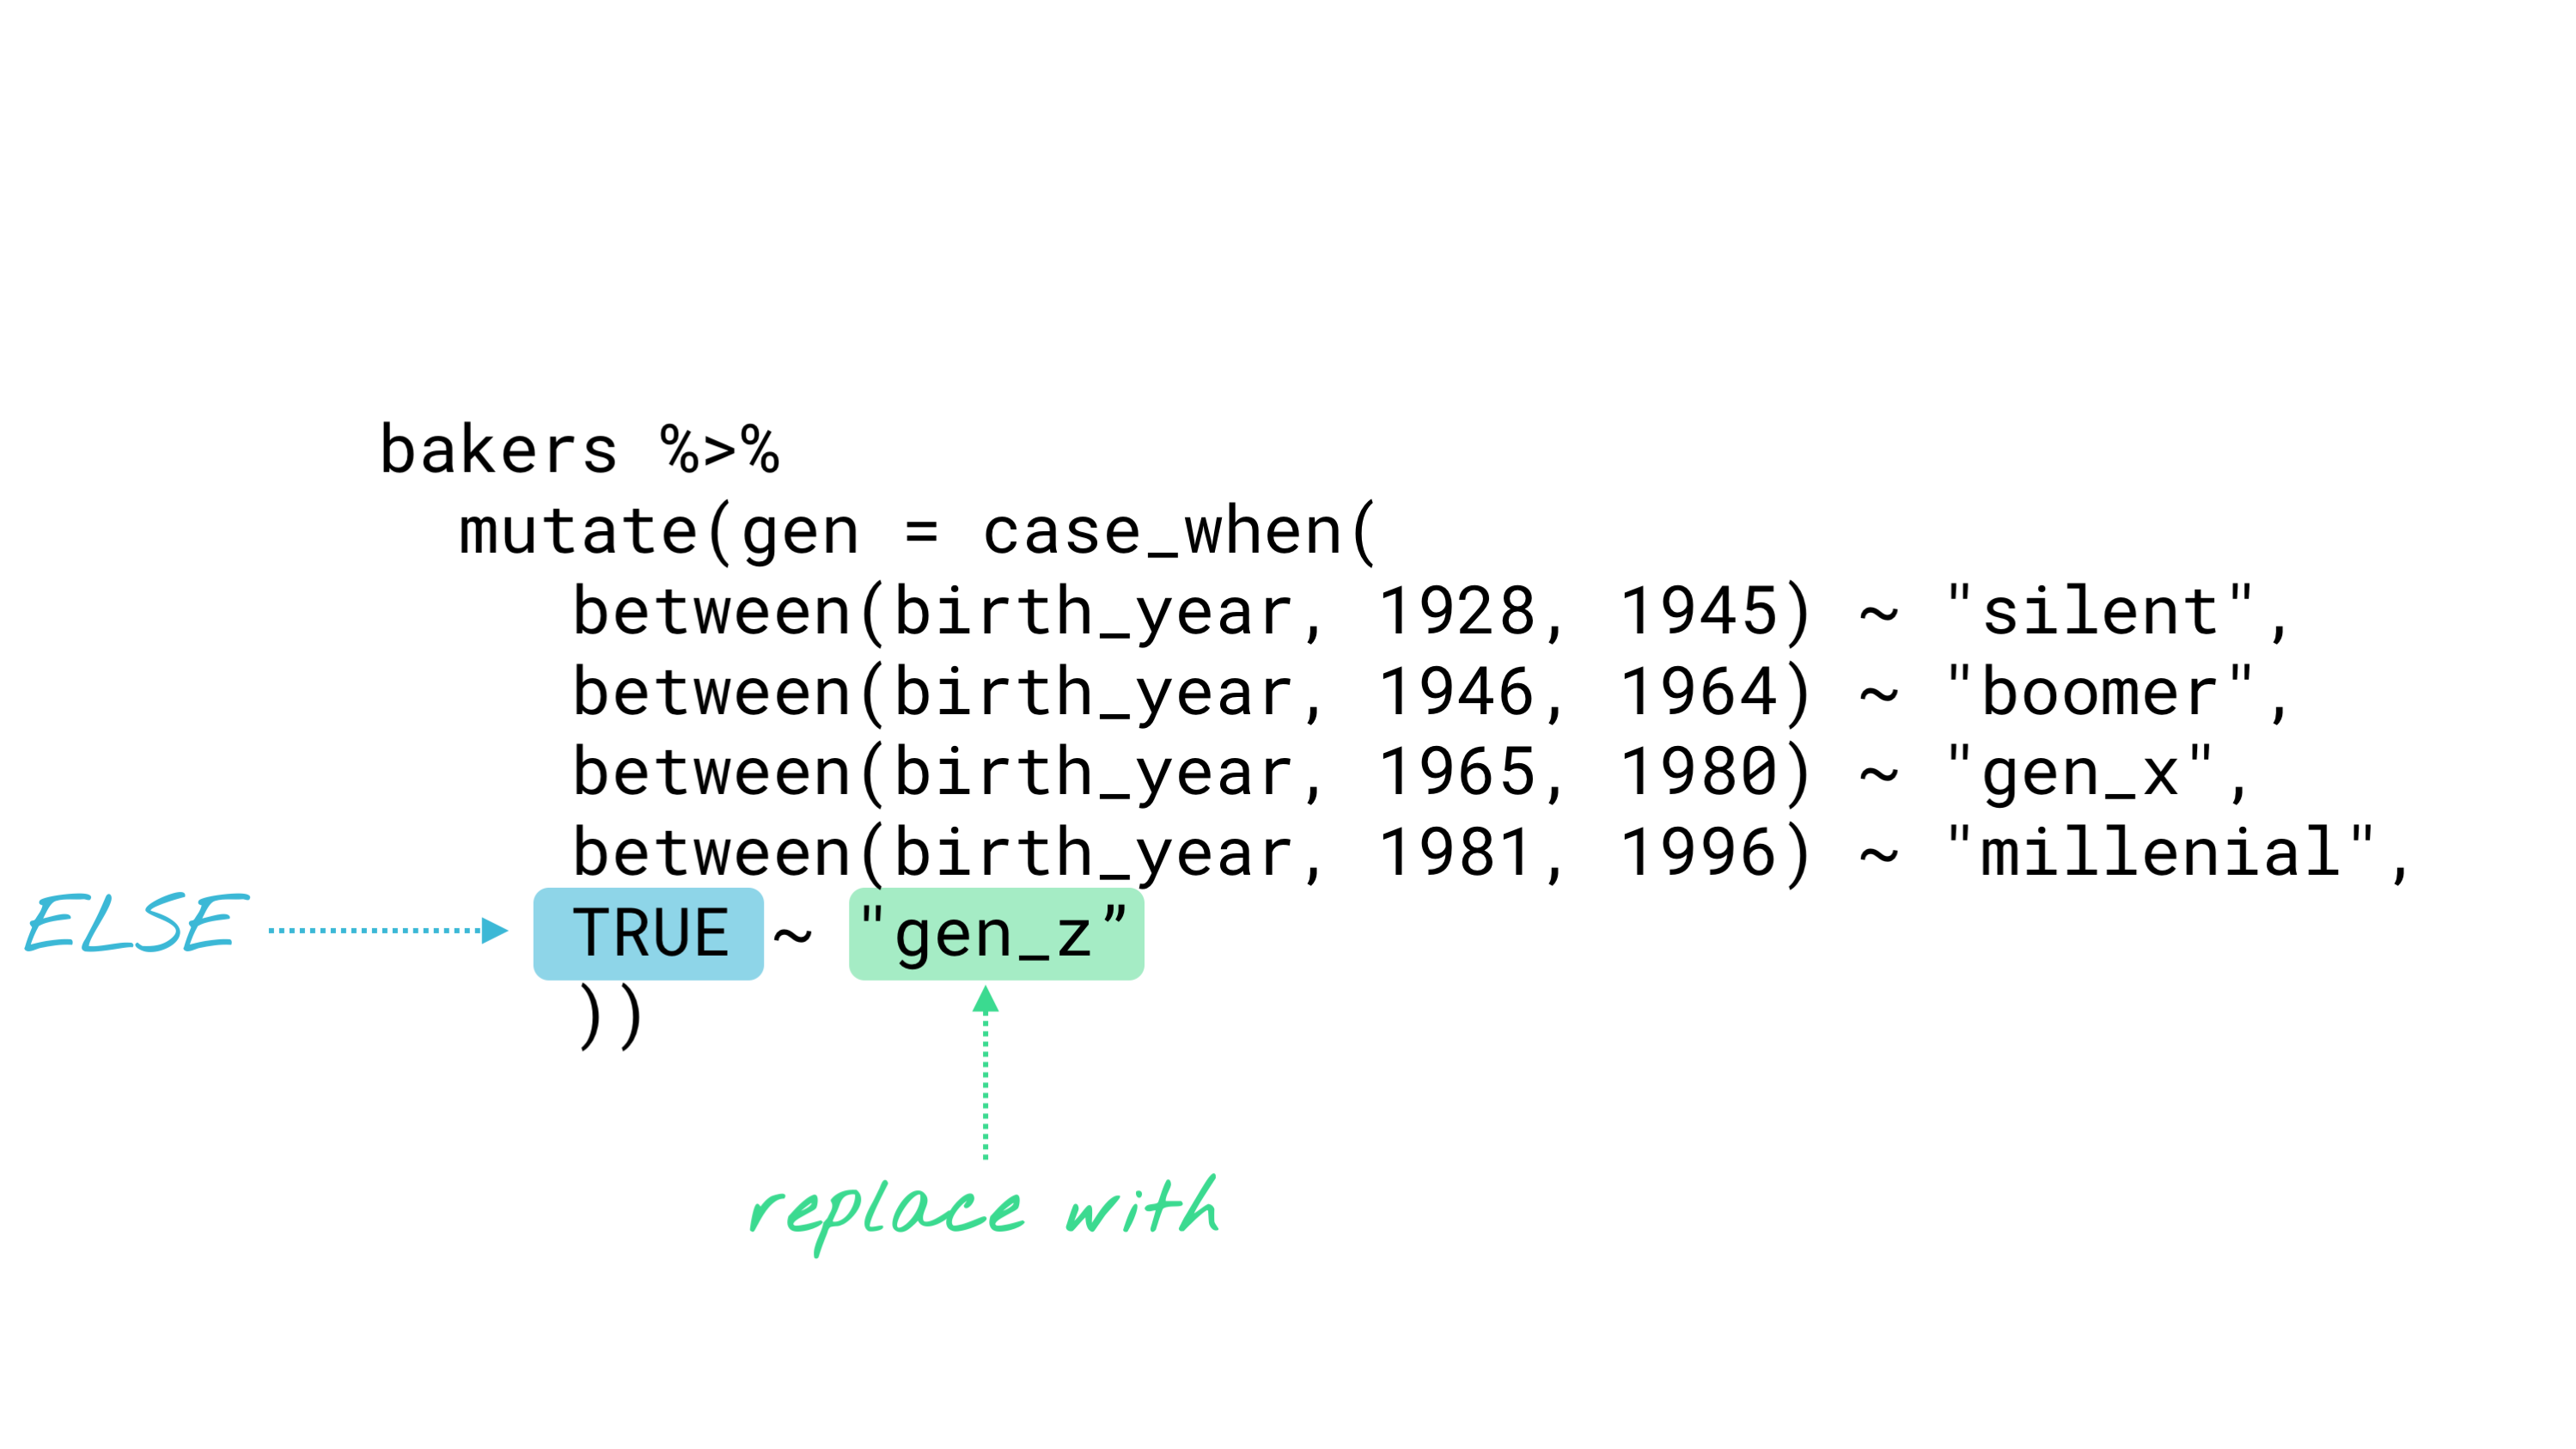 bakers %>%
mutate(gen = case_when(
between(birth_year, 1928, 1945) ~ "silent",
between(birth_year, 1946, 1964) ~ "boomer",
between(birth_year, 1965, 1980) ~ "gen_x",
between(birth_year, 1981, 1996) ~ "millenial",
ELSE TRUE ~ "gen_z”
))
replace with